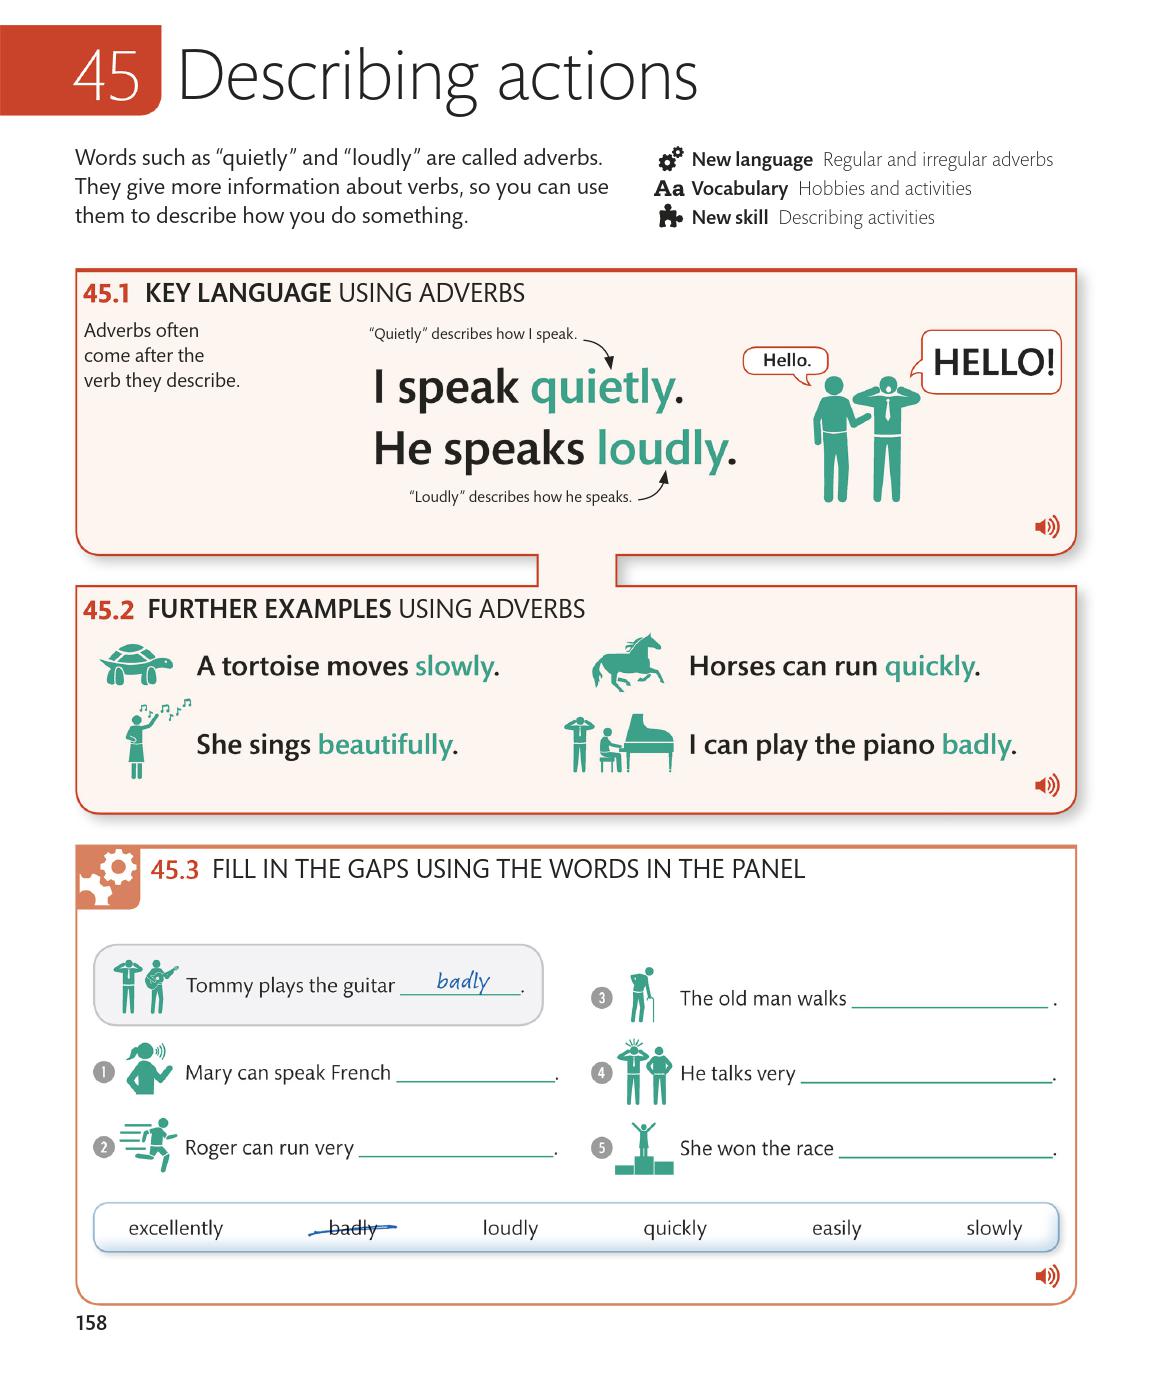 45 Describing actions
Words such as “quietly” and “loudly” are called adverbs.
They give more information about verbs, so you can use
them to describe how you do something.
New language Regular and irregular adverbs
Aa Vocabulary Hobbies and activities
New skill Describing activities
45.1 KEY LANGUAGE USING ADVERBS
Adverbs often
come after the
verb they describe.
“Quietly” describes how I speak.
I speak quietly.
He speaks loudly.
“Loudly” describes how he speaks.
Hello.
HELLO!
45.2 FURTHER EXAMPLES USING ADVERBS
A tortoise moves slowly.
Horses can run quickly.
She sings beautifully.
I can play the piano badly.
45.3 FILL IN THE GAPS USING THE WORDS IN THE PANEL
Tommy plays the guitar badly.
1 Mary can speak French ____________.
2 Roger can run very ____________.
3 The old man walks ____________.
4 He talks very ____________.
5 She won the race ____________.
excellently badly loudly quickly easily slowly
158